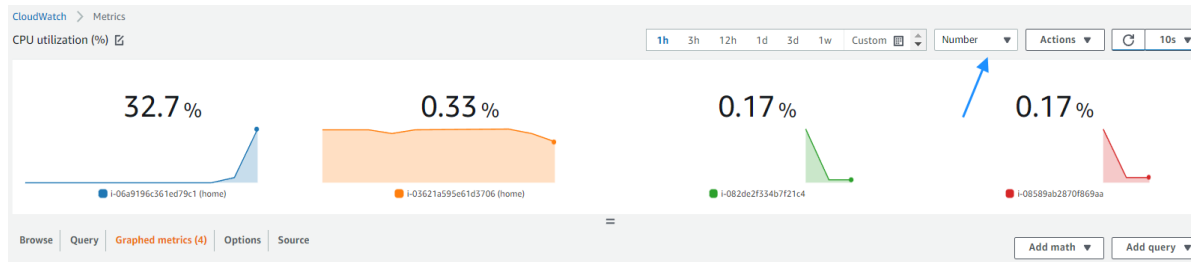 CloudWatch > Metrics
CPU utilization (%)
1h 3h 12h 1d 3d 1w Custom Number Actions 10s
32.7 % 0.33 % 0.17 % 0.17 %
i-06a9196c361ed79c1 (home) i-03621a595e61d3706 (home) i-082de2f334b7f21c4 i-08589ab2870f869aa
=
Browse Query Graphed metrics (4) Options Source
Add math Add query